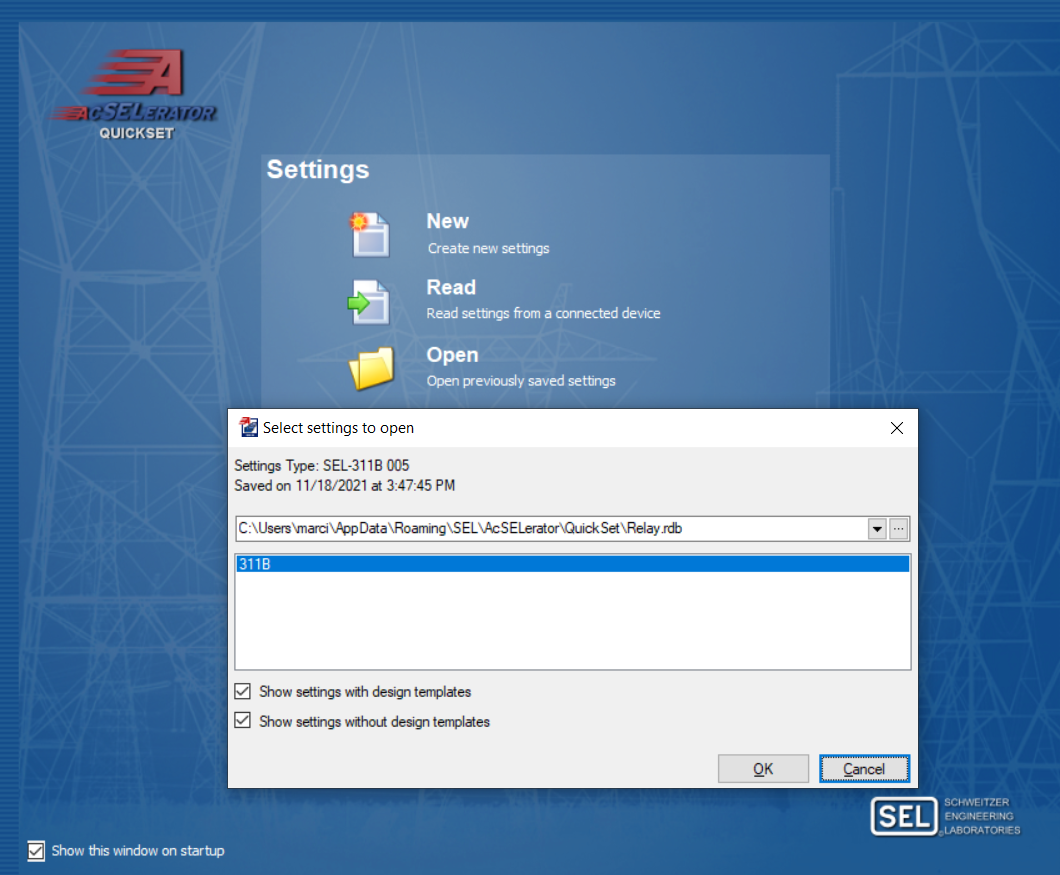 ACSELERATOR
QUICKSET
Settings
New
Create new settings
Read
Read settings from a connected device
Open
Open previously saved settings
Select settings to open
Settings Type: SEL-311B 005
Saved on 11/18/2021 at 3:47:45 PM
C:\Users\marci\AppData\Roaming\SEL\AcSELerator\QuickSet\Relay.rdb
...
311B
Show settings with design templates
Show settings without design templates
OK
Cancel
SEL
SCHWEITZER
ENGINEERING
LABORATORIES
Show this window on startup